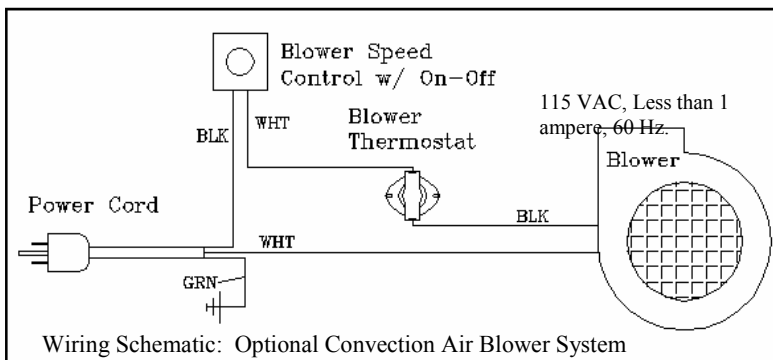 Blower Speed
Control w/ On-Off
115 VAC, Less than 1
ampere, 60 Hz.
BLK
WHT
Blower
Thermostat
Blower
Power Cord
BLK
WHT
GRN
Wiring Schematic: Optional Convection Air Blower System